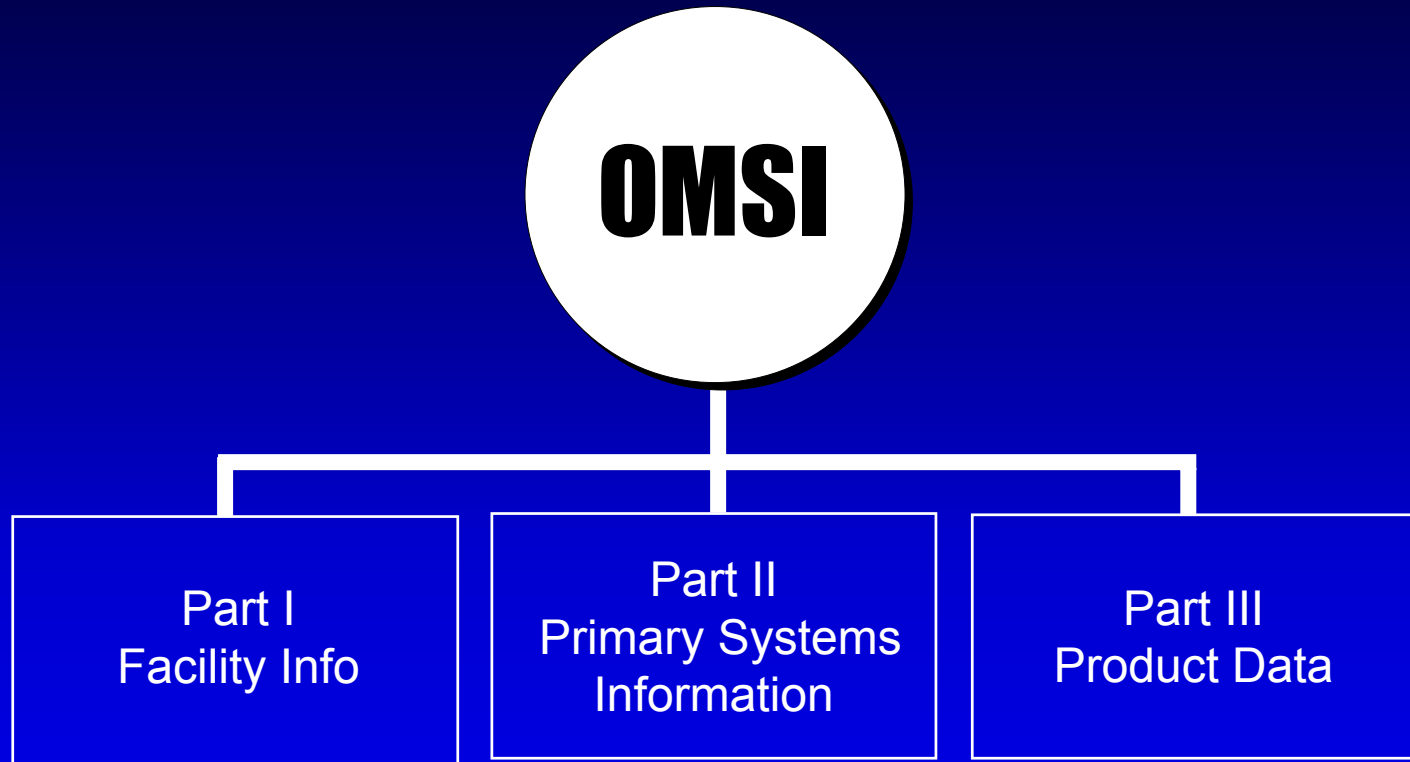 OMSI
Part I
Facility Info
Part II
Primary Systems
Information
Part III
Product Data